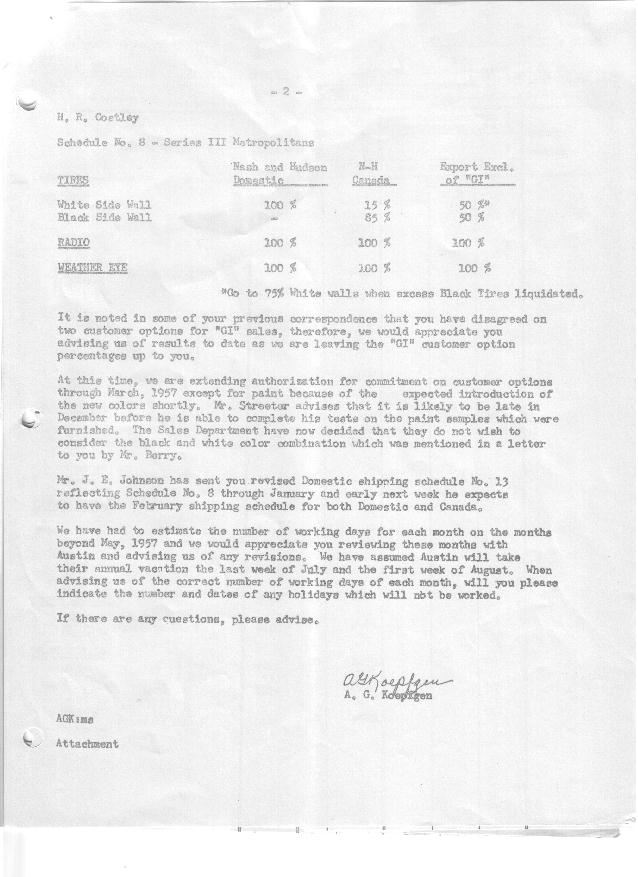 - 2 -
H. R. Costley
Schedule No. 8 - Series III Metropolitans
Nash and Hudson N-H Export Excl.
TIRES Domestic Canada of "GI"
White Side Wall 100 % 15 % 50 %*
Black Side Wall - 85 % 50 %
RADIO 100 % 100 % 100 %
WEATHER EYE 100 % 100 % 100 %
*Go to 75% White walls when excess Black Tires liquidated.
It is noted in some of your previous correspondence that you have disagreed on
two customer options for "GI" sales, therefore, we would appreciate you
advising us of results to date as we are leaving the "GI" customer option
percentages up to you.
At this time, we are extending authorization for commitment on customer options
through March, 1957 except for paint because of the expected introduction of
the new colors shortly. Mr. Streeter advises that it is likely to be late in
December before he is able to complete his tests on the paint samples which were
furnished. The Sales Department have now decided that they do not wish to
consider the black and white color combination which was mentioned in a letter
to you by Mr. Berry.
Mr. J. E. Johnson has sent you revised Domestic shipping schedule No. 13
reflecting Schedule No. 8 through January and early next week he expects
to have the February shipping schedule for both Domestic and Canada.
We have had to estimate the number of working days for each month on the months
beyond May, 1957 and we would appreciate you reviewing these months with
Austin and advising us of any revisions. We have assumed Austin will take
their annual vacation the last week of July and the first week of August. When
advising us of the correct number of working days of each month, will you please
indicate the number and dates of any holidays which will not be worked.
If there are any questions, please advise.
AGKoepfgen
A. G. Koepfgen
AGK:ms
Attachment